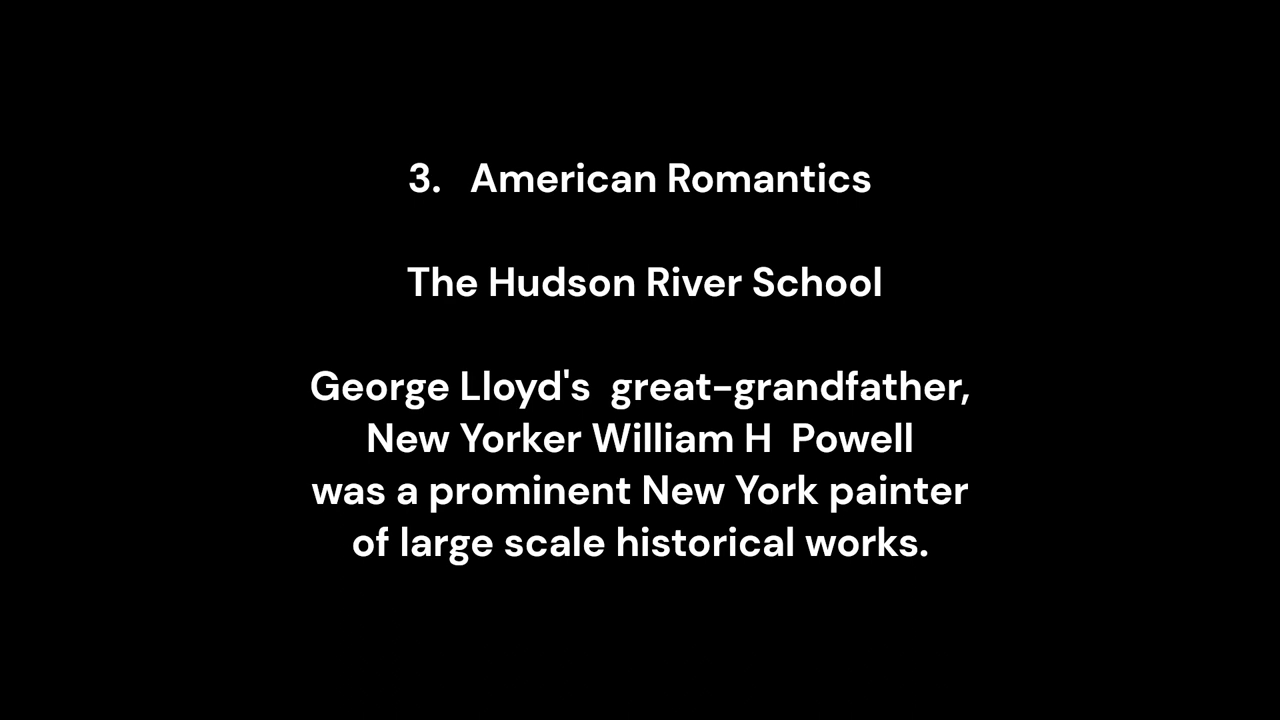 3.   American Romantics
The Hudson River School
George Lloyd's  great-grandfather,
New Yorker William H  Powell
was a prominent New York painter
of large scale historical works.